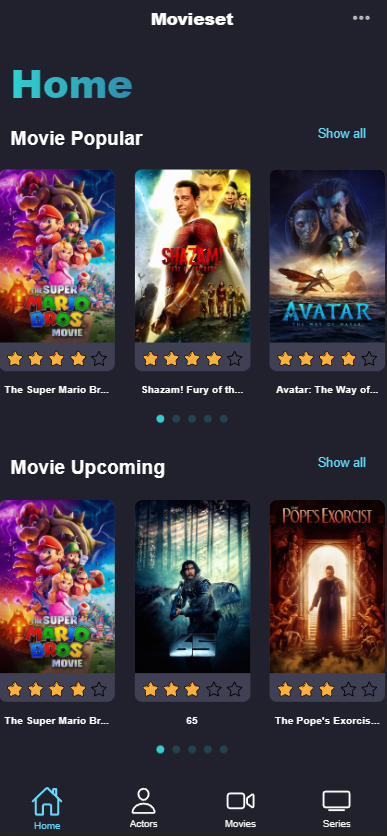 Movieset
Home
Movie Popular
Show all
THE SUPER
MARIO
BROS
MOVIE
SHAZAM!
FURY OF THE GODS
AVATAR
THE WAY OF WATER
The Super Mario Br...
Shazam! Fury of th...
Avatar: The Way of...
Movie Upcoming
Show all
THE SUPER
MARIO
BROS
MOVIE
65
THE POPE'S EXORCIST
The Super Mario Br...
65
The Pope's Exorcis...
Home
Actors
Movies
Series